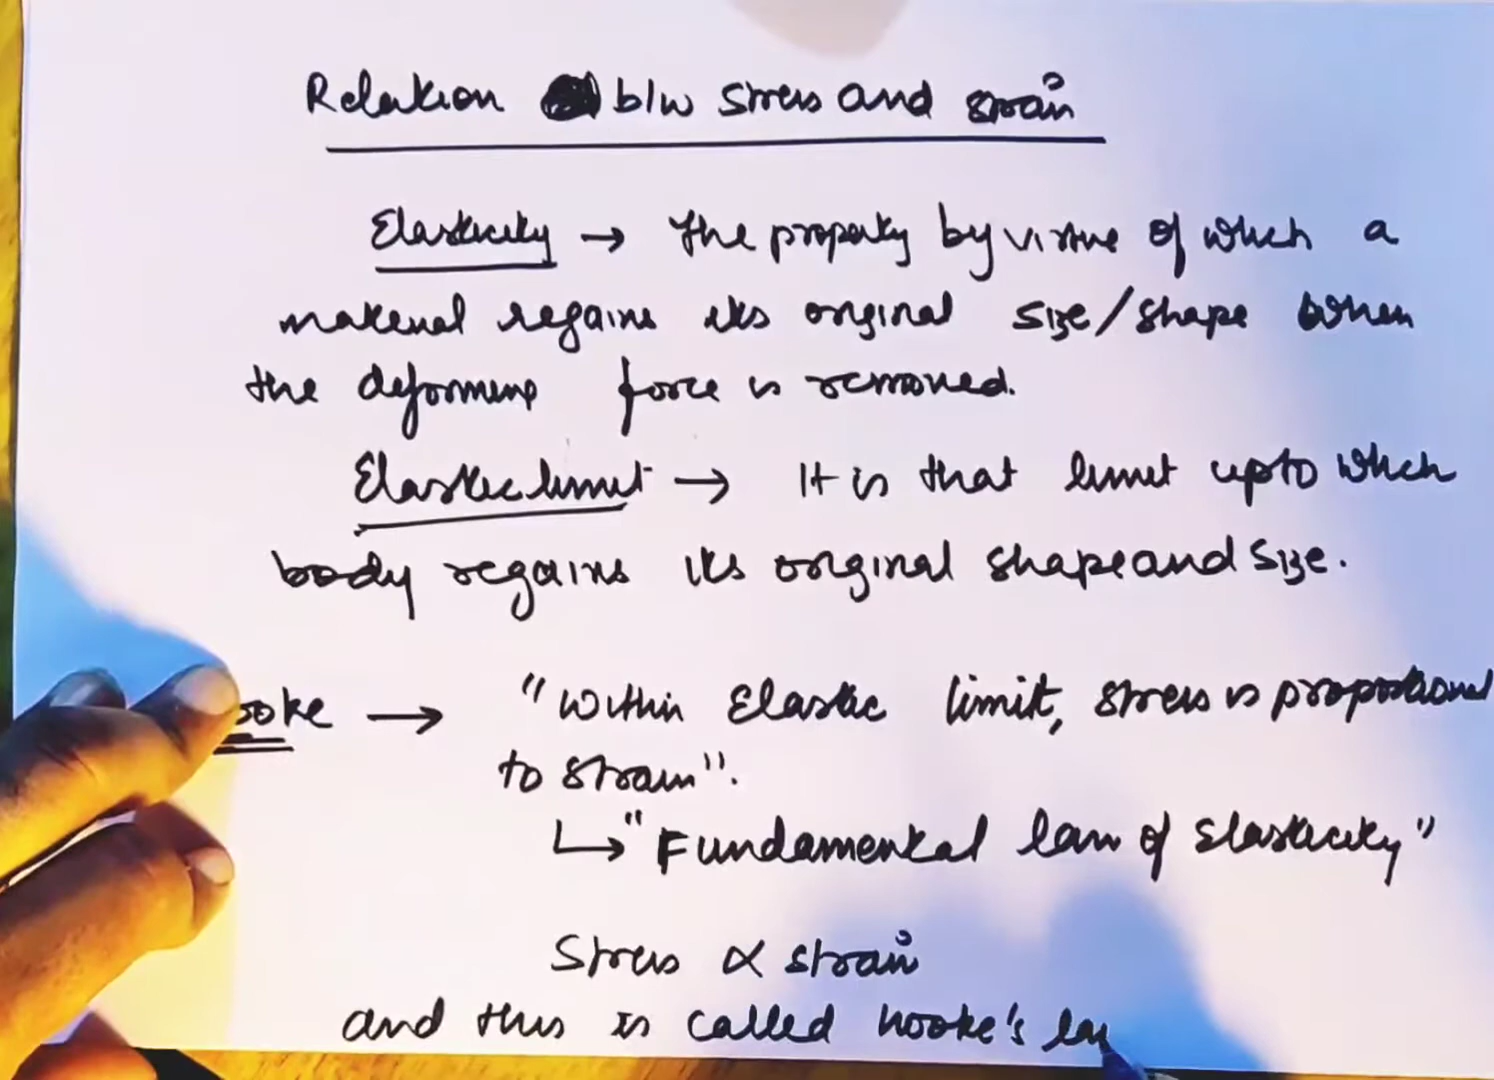 Relation b/w stress and strain
Elasticity → The property by virtue of which a
material regains its original size/shape when
the deforming force is removed.
Elastic limit → It is that limit upto which
body regains its original shape and size.
ooke → "Within Elastic limit, stress is proportional
to strain".
↳ "Fundamental law of Elasticity"
Stress ∝ strain
and this is called hooke's la